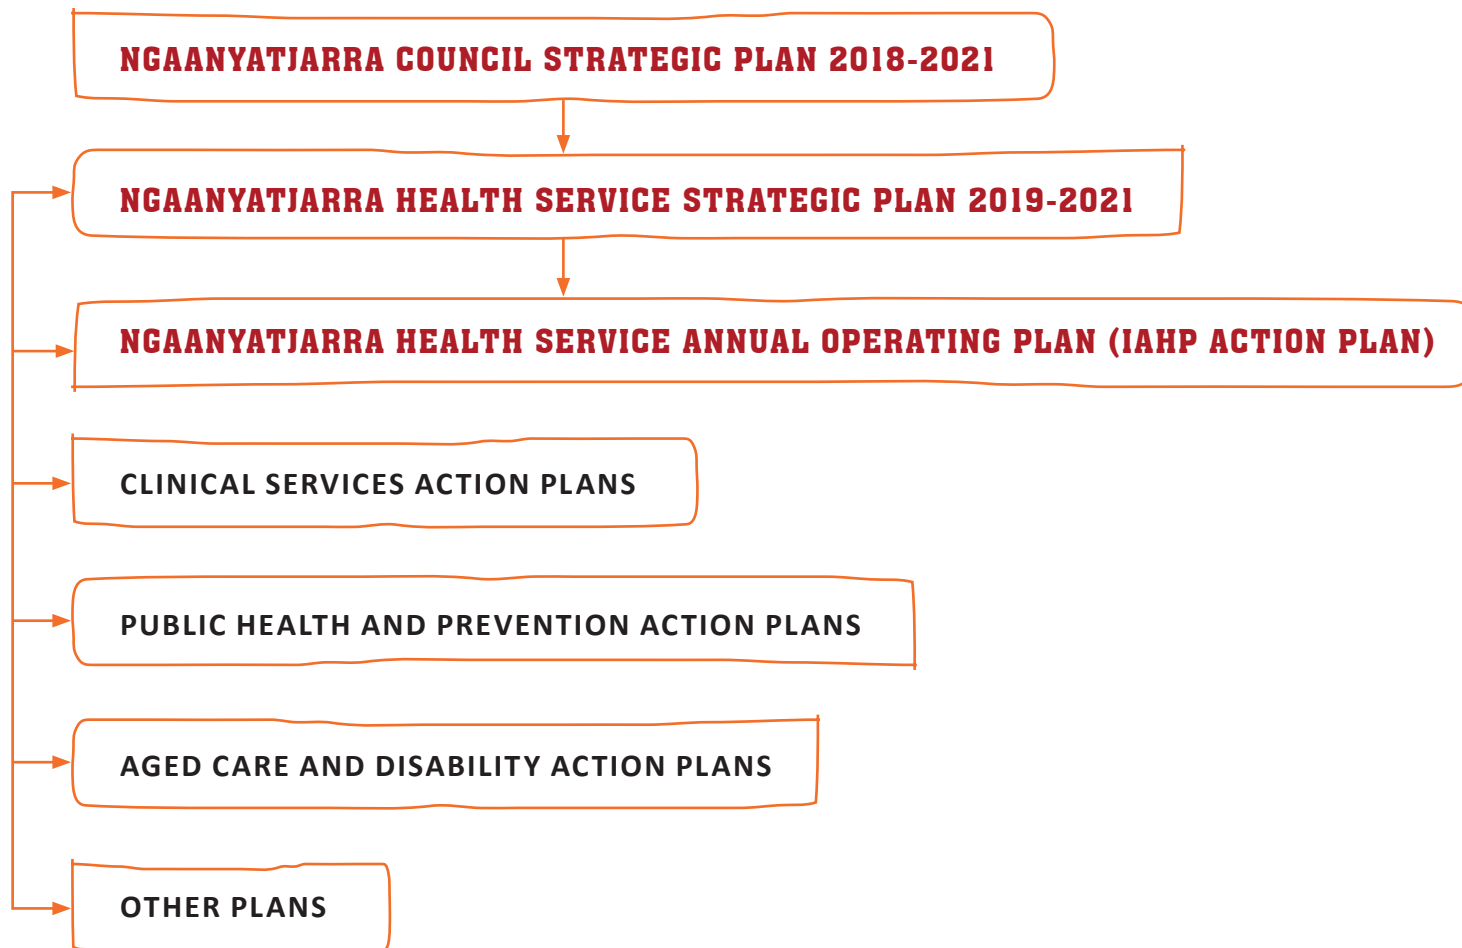 NGAANYATJARRA COUNCIL STRATEGIC PLAN 2018-2021
NGAANYATJARRA HEALTH SERVICE STRATEGIC PLAN 2019-2021
NGAANYATJARRA HEALTH SERVICE ANNUAL OPERATING PLAN (IAHP ACTION PLAN)
CLINICAL SERVICES ACTION PLANS
PUBLIC HEALTH AND PREVENTION ACTION PLANS
AGED CARE AND DISABILITY ACTION PLANS
OTHER PLANS